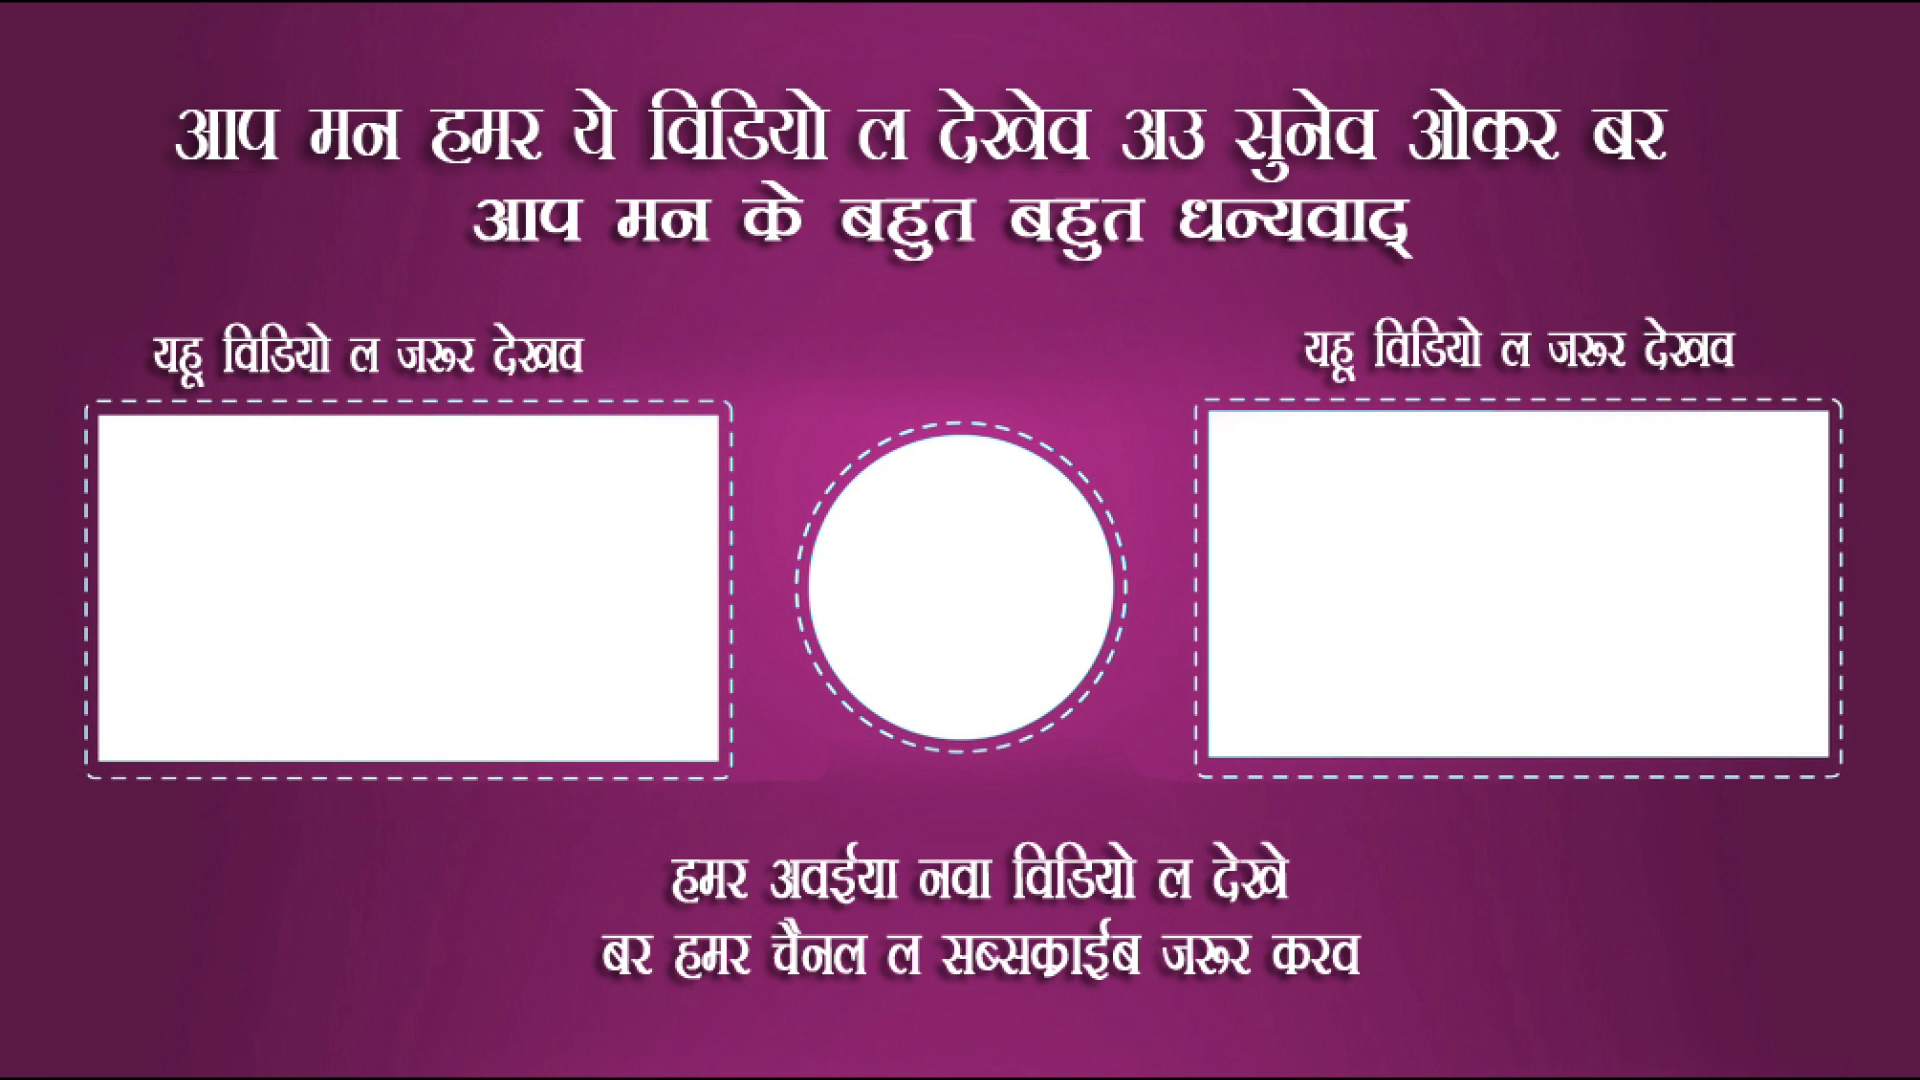 आप मन हमर ये विडियो ल देखेव अउ सुनेव ओकर बर
आप मन के बहुत बहुत धन्यवाद्
यहू विडियो ल जरूर देखव
यहू विडियो ल जरूर देखव
हमर अवईया नवा विडियो ल देखे
बर हमर चैनल ल सब्सक्राईब जरूर करव